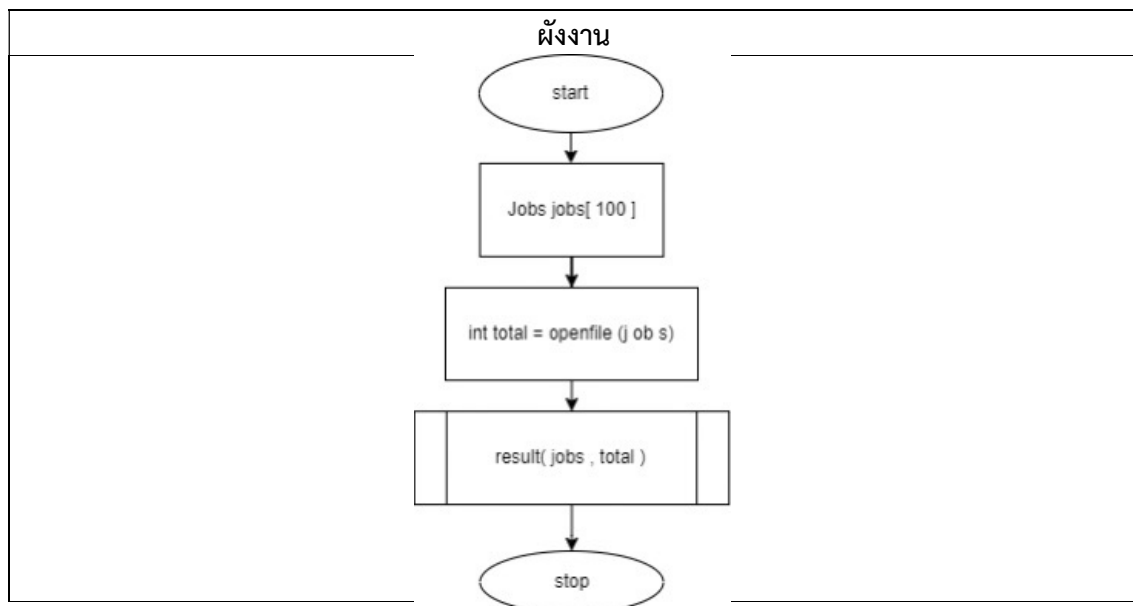 ผังงาน
start
Jobs jobs[ 100 ]
int total = openfile (j ob s)
result( jobs , total )
stop